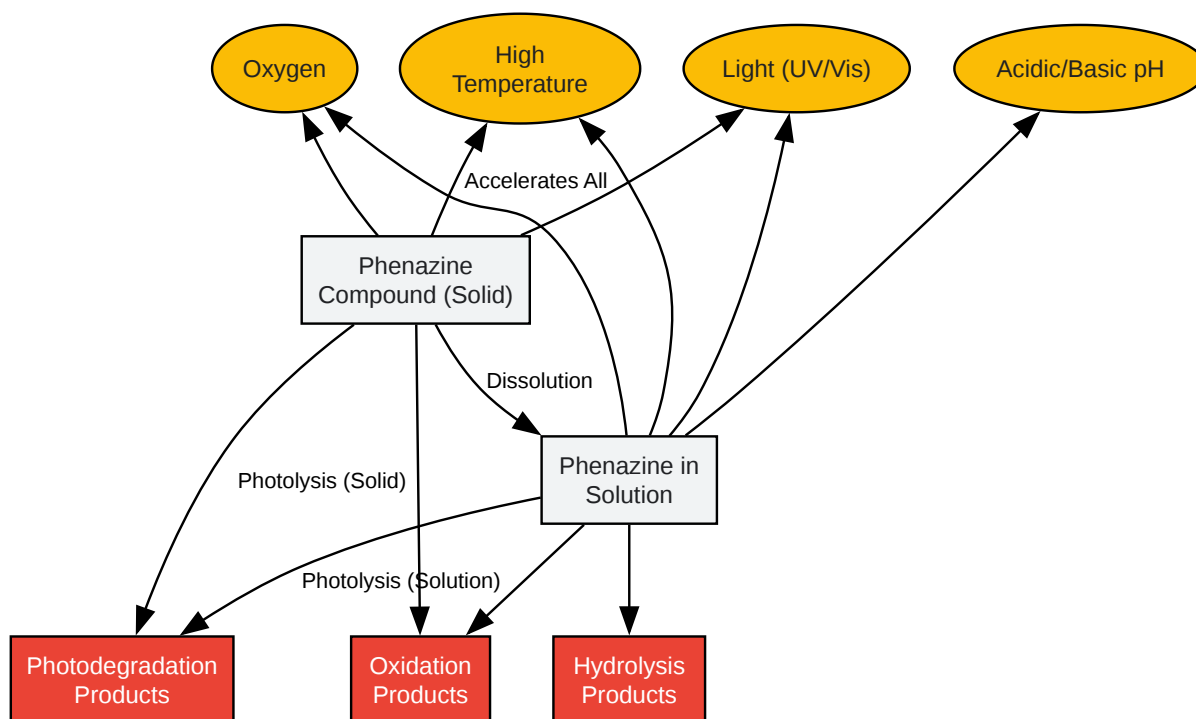 Oxygen
High
Temperature
Light (UV/Vis)
Acidic/Basic pH
Accelerates All
Phenazine
Compound (Solid)
Dissolution
Photolysis (Solid)
Phenazine in
Solution
Photolysis (Solution)
Photodegradation
Products
Oxidation
Products
Hydrolysis
Products